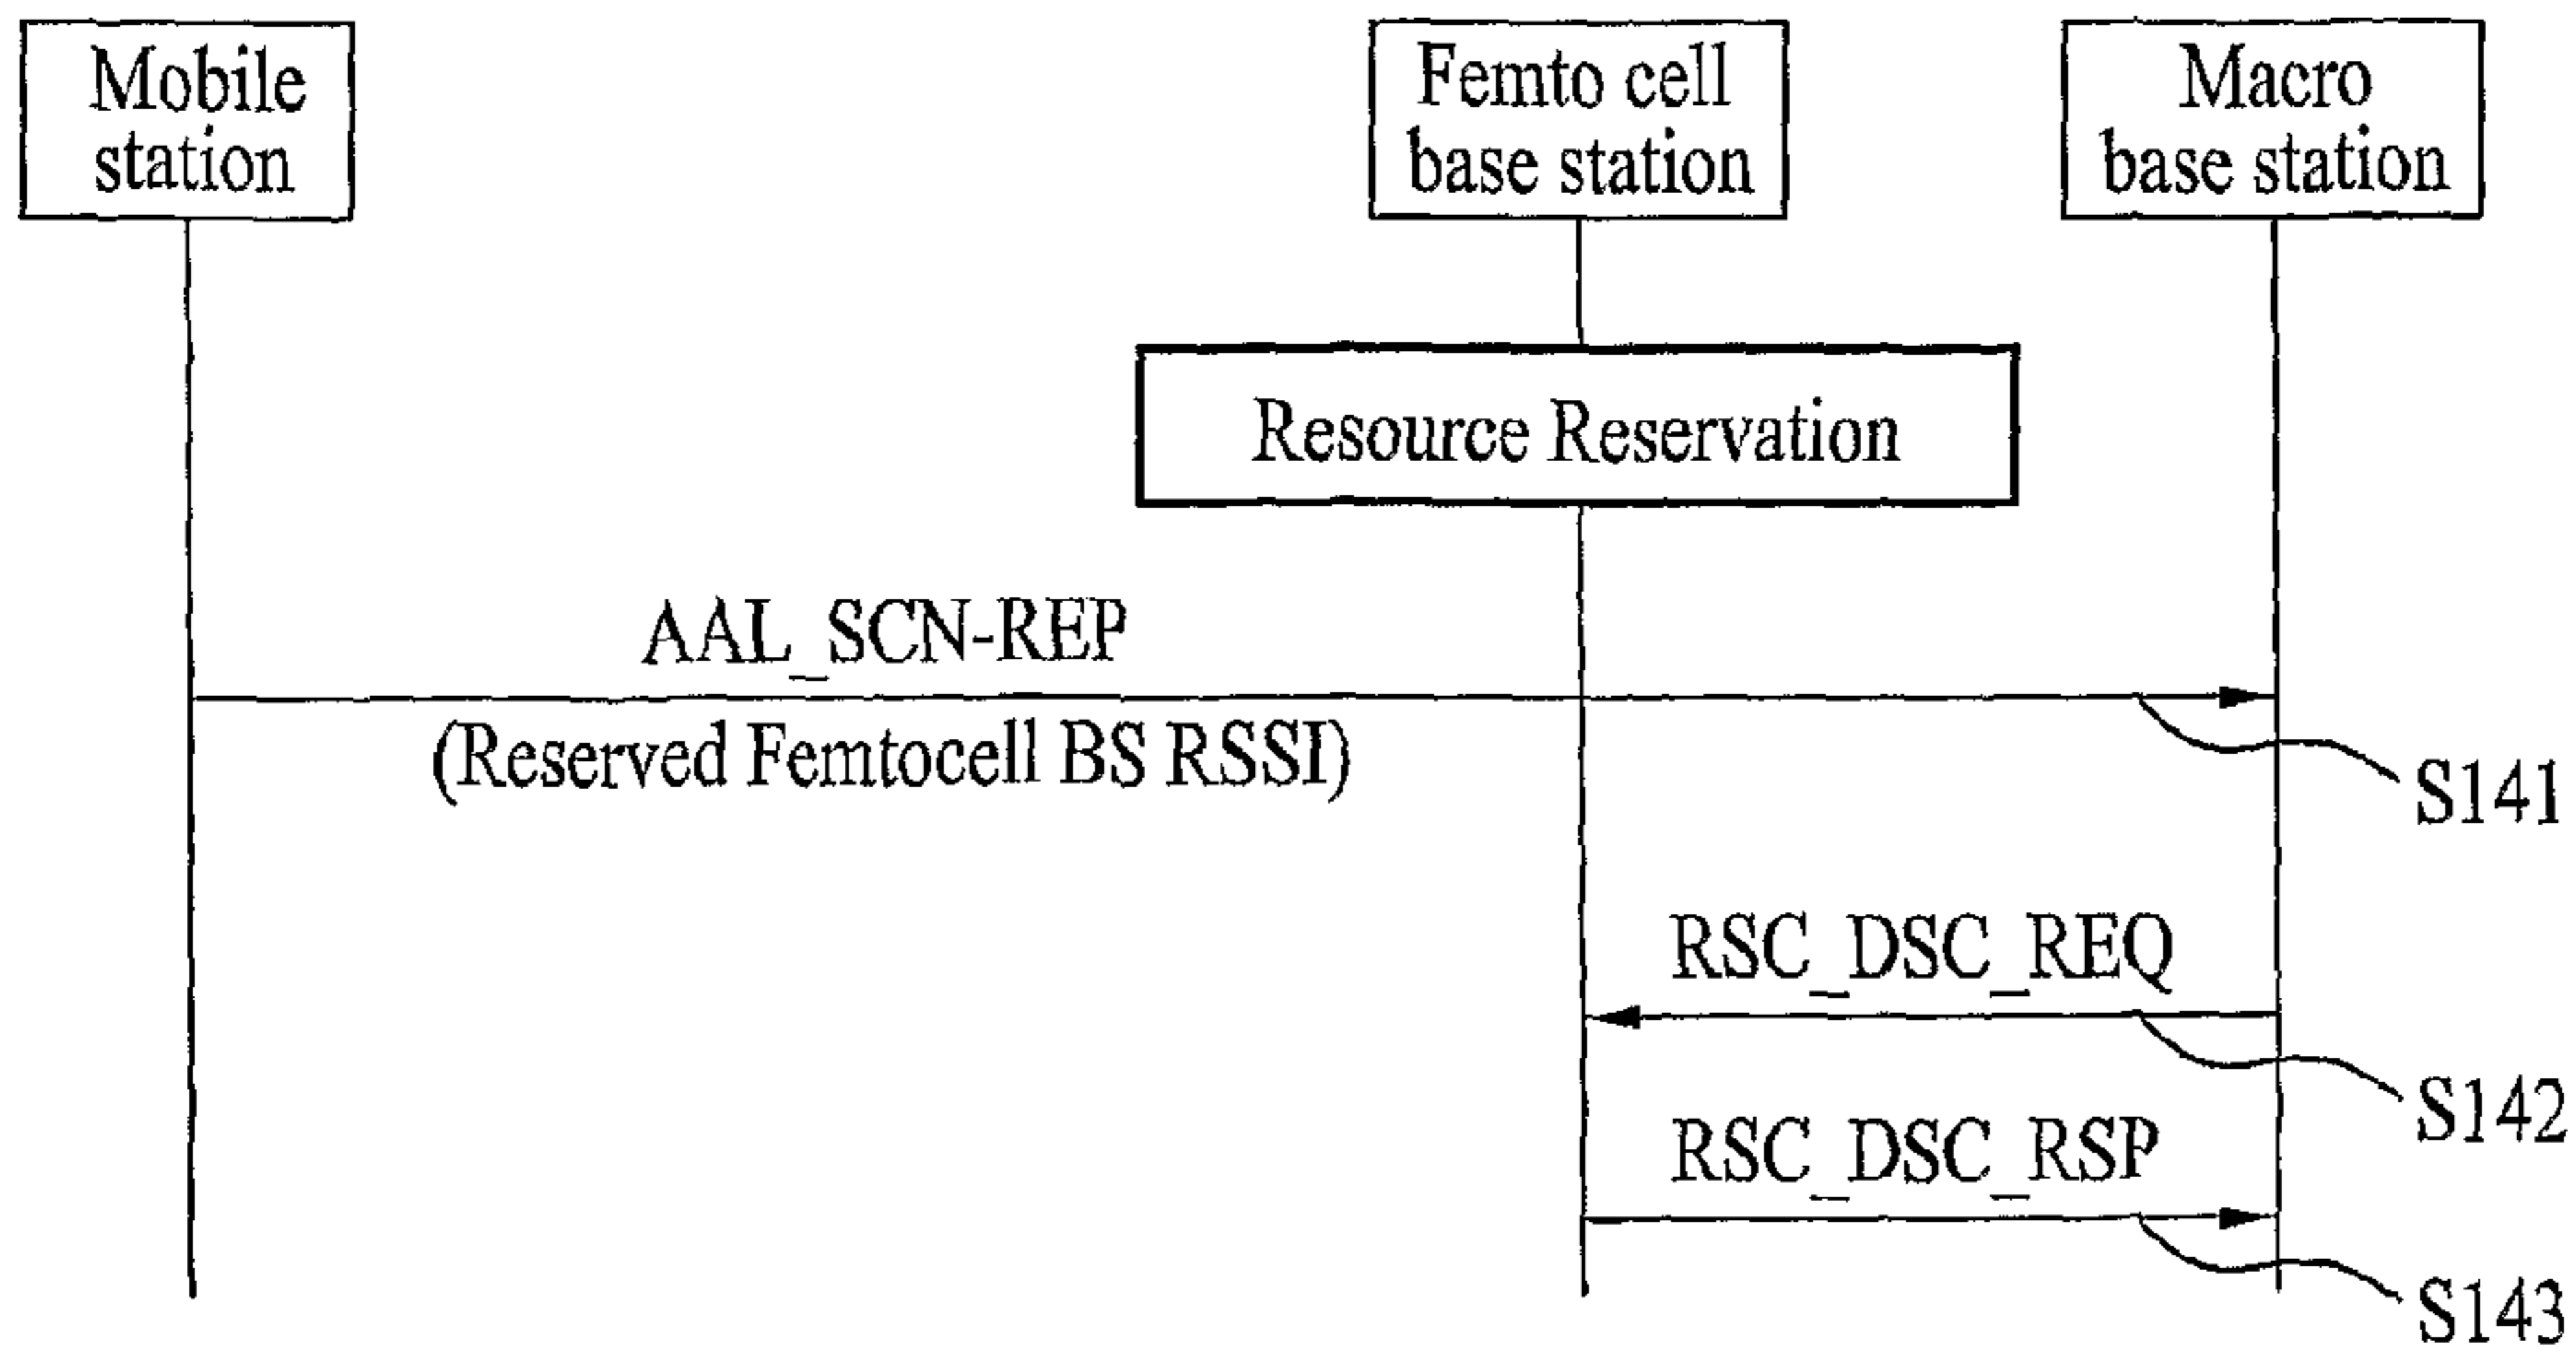 Mobile
station
Femto cell
base station
Macro
base station
Resource Reservation
AAL_SCN-REP
(Reserved Femtocell BS RSSI)
S141
RSC_DSC_REQ
S142
RSC_DSC_RSP
S143